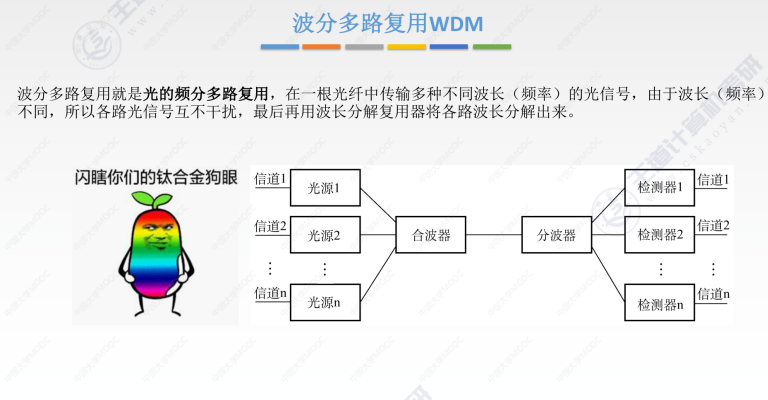 波分多路复用WDM
波分多路复用就是光的频分多路复用，在一根光纤中传输多种不同波长（频率）的光信号，由于波长（频率）
不同，所以各路光信号互不干扰，最后再用波长分解复用器将各路波长分解出来。
闪瞎你们的钛合金狗眼
信道1 光源1 检测器1 信道1
信道2 光源2 合波器 分波器 检测器2 信道2
⋮ ⋮ ⋮ ⋮
信道n 光源n 检测器n 信道n